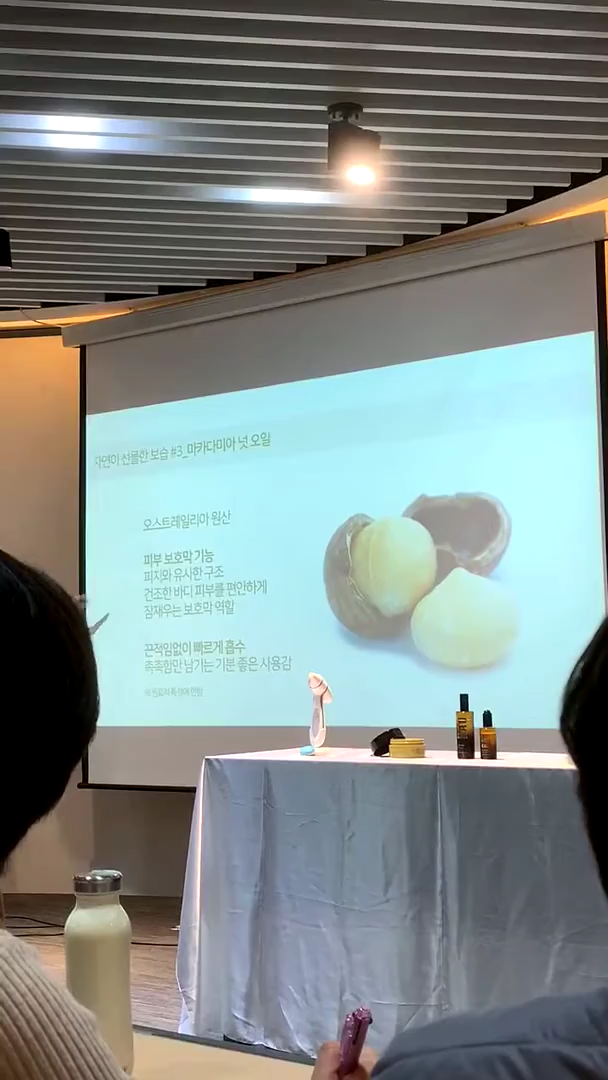 자연이 선물한 보습 #3_마카다미아 넛 오일
오스트레일리아 원산
피부 보호막 기능
피지와 유사한 구조
건조한 바디 피부를 편안하게
잠재우는 보호막 역할
끈적임없이 빠르게 흡수
촉촉함만 남기는 기분 좋은 사용감